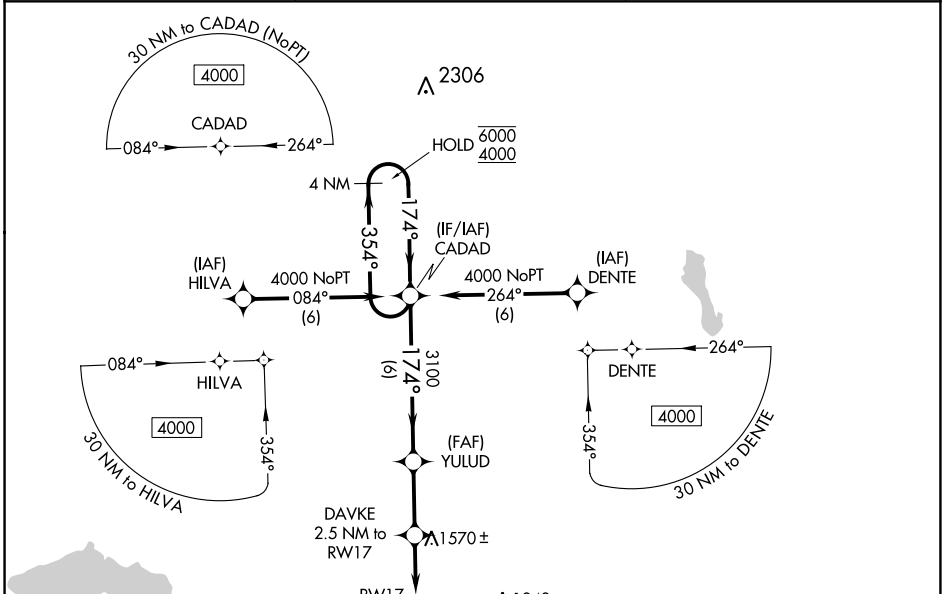 30 NM to CADAD (NoPT)
4000
CADAD
084°
264°
2306
HOLD 6000
4000
4 NM
174°
354°
(IF/IAF)
CADAD
(IAF)
HILVA
4000 NoPT
084°
(6)
(IAF)
DENTE
4000 NoPT
264°
(6)
3100
174°
(6)
084°
HILVA
4000
354°
30 NM to HILVA
264°
DENTE
4000
354°
30 NM to DENTE
(FAF)
YULUD
DAVKE
2.5 NM to
RW17
1570 ±
RW17